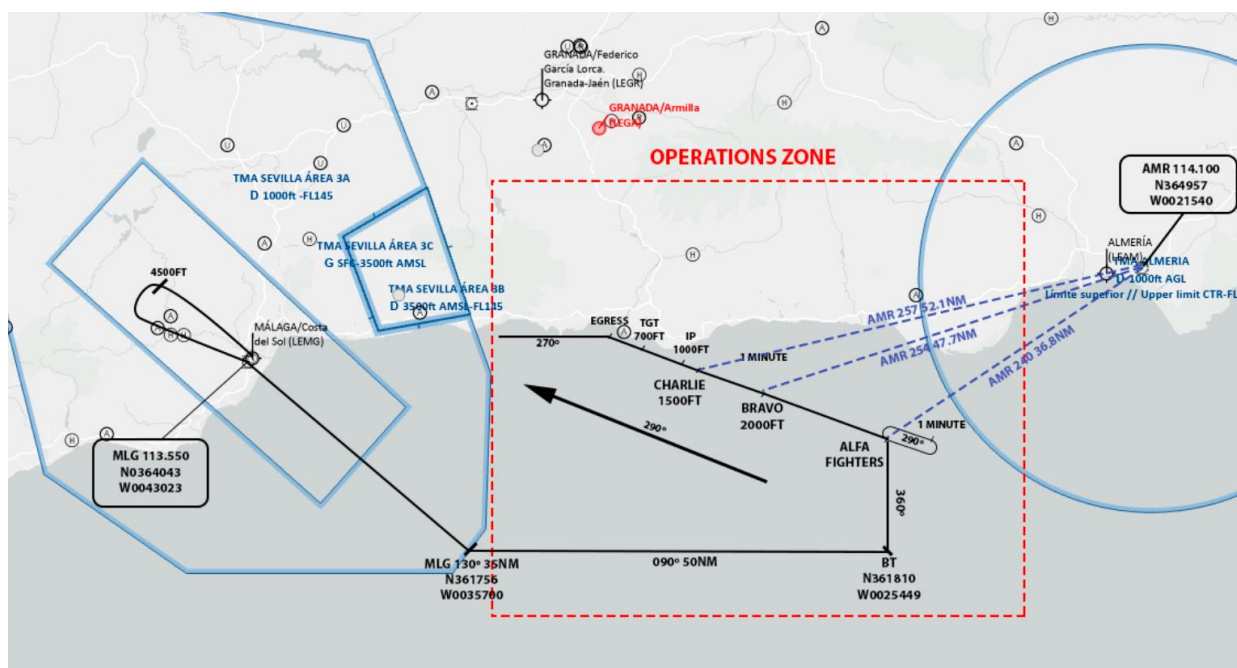 GRANADA/Federico
García Lorca.
Granada-Jaén (LEGR)
GRANADA/Armilla
(LEGA)
OPERATIONS ZONE
AMR 114.100
N364957
W0021540
TMA SEVILLA ÁREA 3A
D 1000ft -FL145
TMA SEVILLA ÁREA 3C
G SFC-3500ft AMSL
TMA SEVILLA ÁREA 3B
D 3500ft AMSL-FL145
ALMERÍA
(LEAM)
TMA ALMERIA
D 1000ft AGL
Límite superior // Upper limit CTR-FL
4500FT
MÁLAGA/Costa
del Sol (LEMG)
MLG 113.550
N0364043
W0043023
EGRESS
TGT
700FT
IP
1000FT
270º
1 MINUTE
AMR 257 52.1NM
AMR 254 47.7NM
AMR 240 36,8NM
CHARLIE
1500FT
BRAVO
2000FT
ALFA
FIGHTERS
290º
1 MINUTE
290º
360º
MLG 130º 35NM
N361756
W0035700
090º 50NM
BT
N361810
W0025449